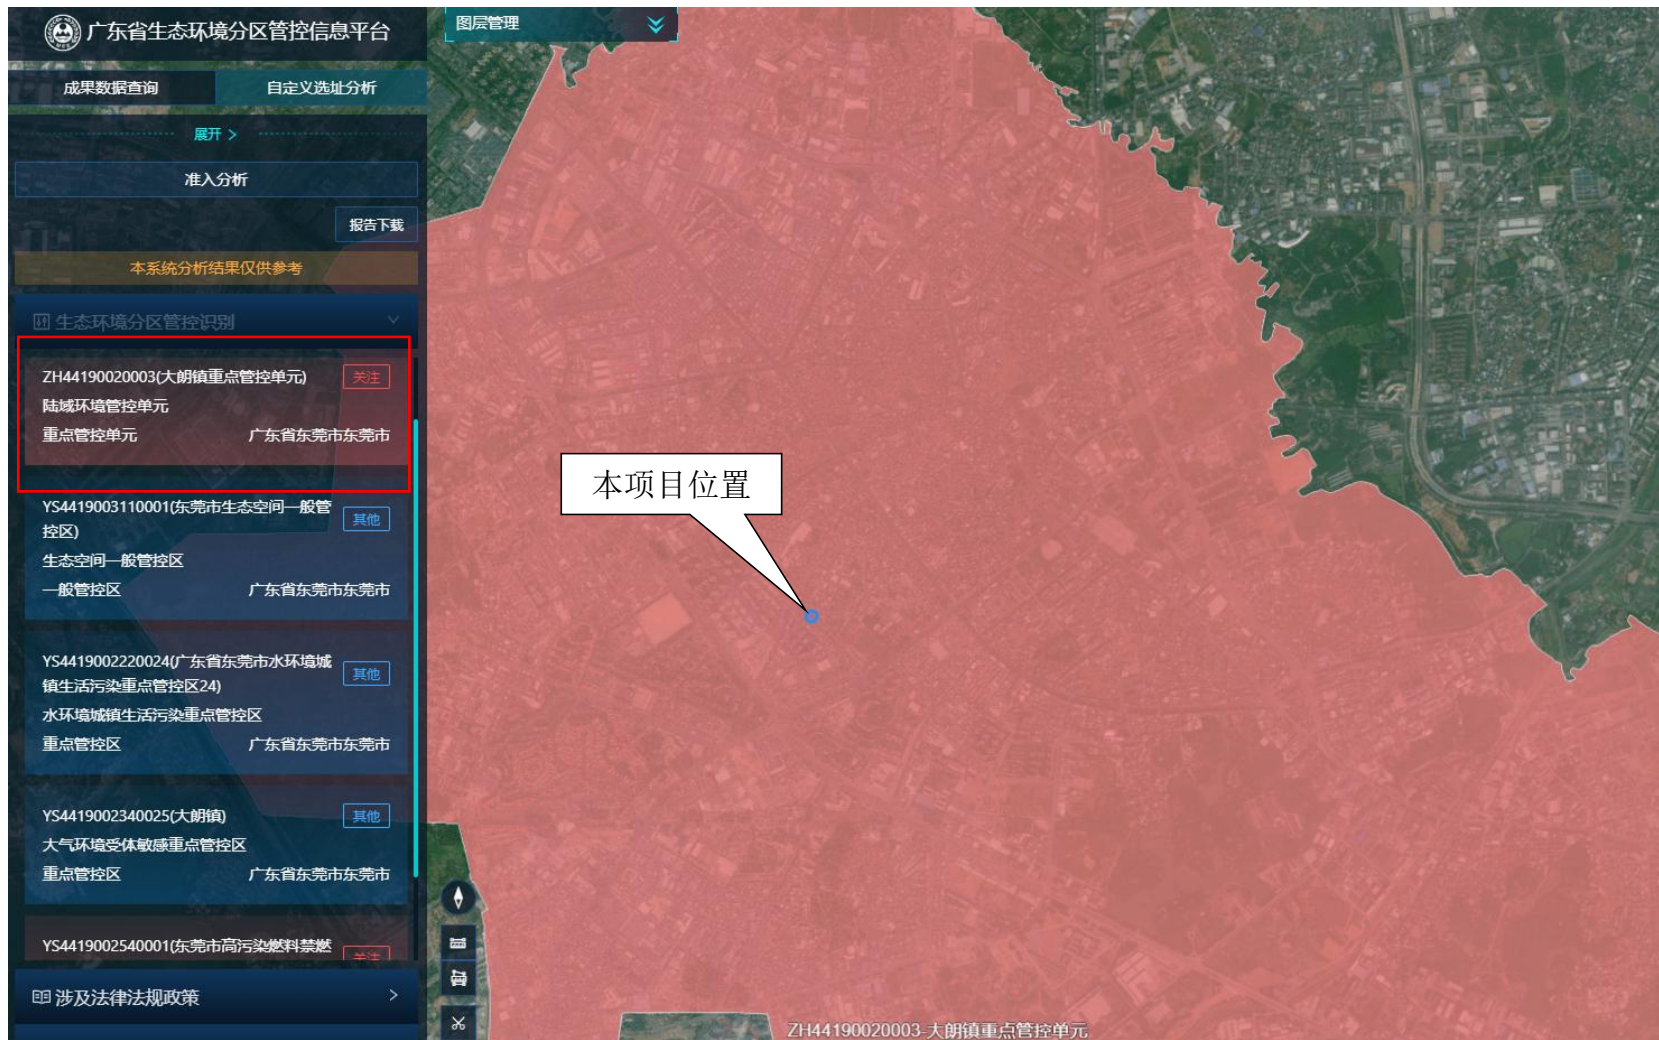 广东省生态环境分区管控信息平台
图层管理
成果数据查询
自定义选址分析
展开 >
准入分析
报告下载
本系统分析结果仅供参考
生态环境分区管控识别
ZH44190020003(大朗镇重点管控单元)
关注
陆域环境管控单元
重点管控单元
广东省东莞市东莞市
YS4419003110001(东莞市生态空间一般管
控区)
其他
生态空间一般管控区
一般管控区
广东省东莞市东莞市
YS4419002220024(广东省东莞市水环境城
镇生活污染重点管控区24)
其他
水环境城镇生活污染重点管控区
重点管控区
广东省东莞市东莞市
YS4419002340025(大朗镇)
其他
大气环境受体敏感重点管控区
重点管控区
广东省东莞市东莞市
YS4419002540001(东莞市高污染燃料禁燃
关注
涉及法律法规政策
本项目位置
ZH44190020003-大朗镇重点管控单元